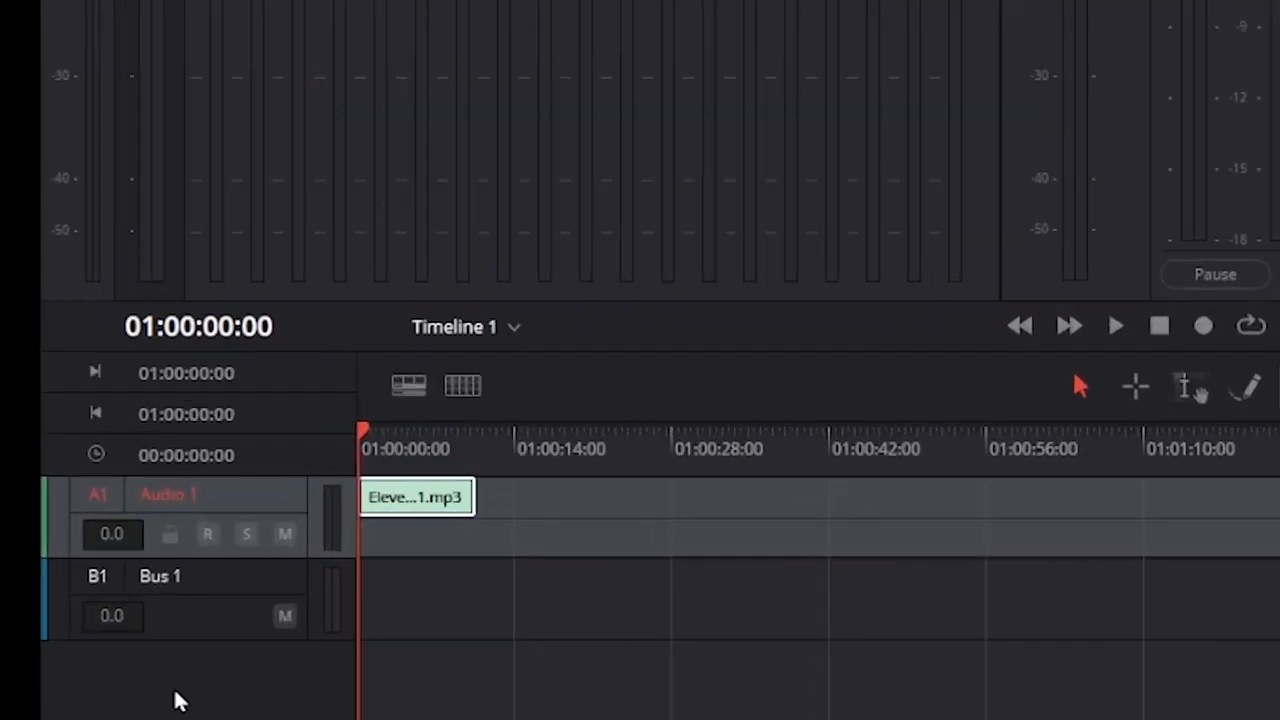 -9
-30 -30
-12
-15
-40 -40
-50 -50
-18
Pause
01:00:00:00 Timeline 1
01:00:00:00
01:00:00:00
00:00:00:00
01:00:00:00 01:00:14:00 01:00:28:00 01:00:42:00 01:00:56:00 01:01:10:00
A1 Audio 1 Eleve...1.mp3
0.0 R S M
B1 Bus 1
0.0 M